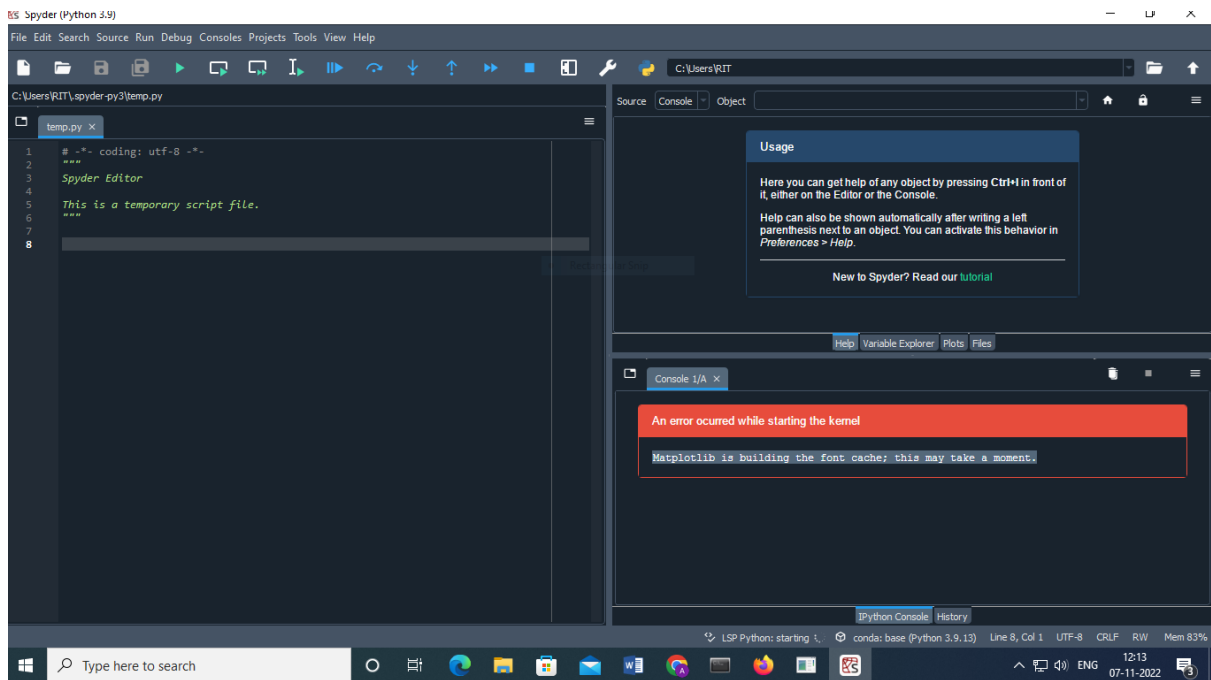 Spyder (Python 3.9)
File Edit Search Source Run Debug Consoles Projects Tools View Help
C:\Users\RIT
C:\Users\RIT\.spyder-py3\temp.py
temp.py
1 # -*- coding: utf-8 -*-
2 """
3 Spyder Editor
4
5 This is a temporary script file.
6 """
7
8
Source Console Object
Usage
Here you can get help of any object by pressing Ctrl+I in front of
it, either on the Editor or the Console.
Help can also be shown automatically after writing a left
parenthesis next to an object. You can activate this behavior in
Preferences > Help.
New to Spyder? Read our tutorial
Help Variable Explorer Plots Files
Console 1/A
An error ocurred while starting the kernel
Matplotlib is building the font cache; this may take a moment.
IPython Console History
LSP Python: starting conda: base (Python 3.9.13) Line 8, Col 1 UTF-8 CRLF RW Mem 83%
Type here to search
ENG
12:13
07-11-2022
3